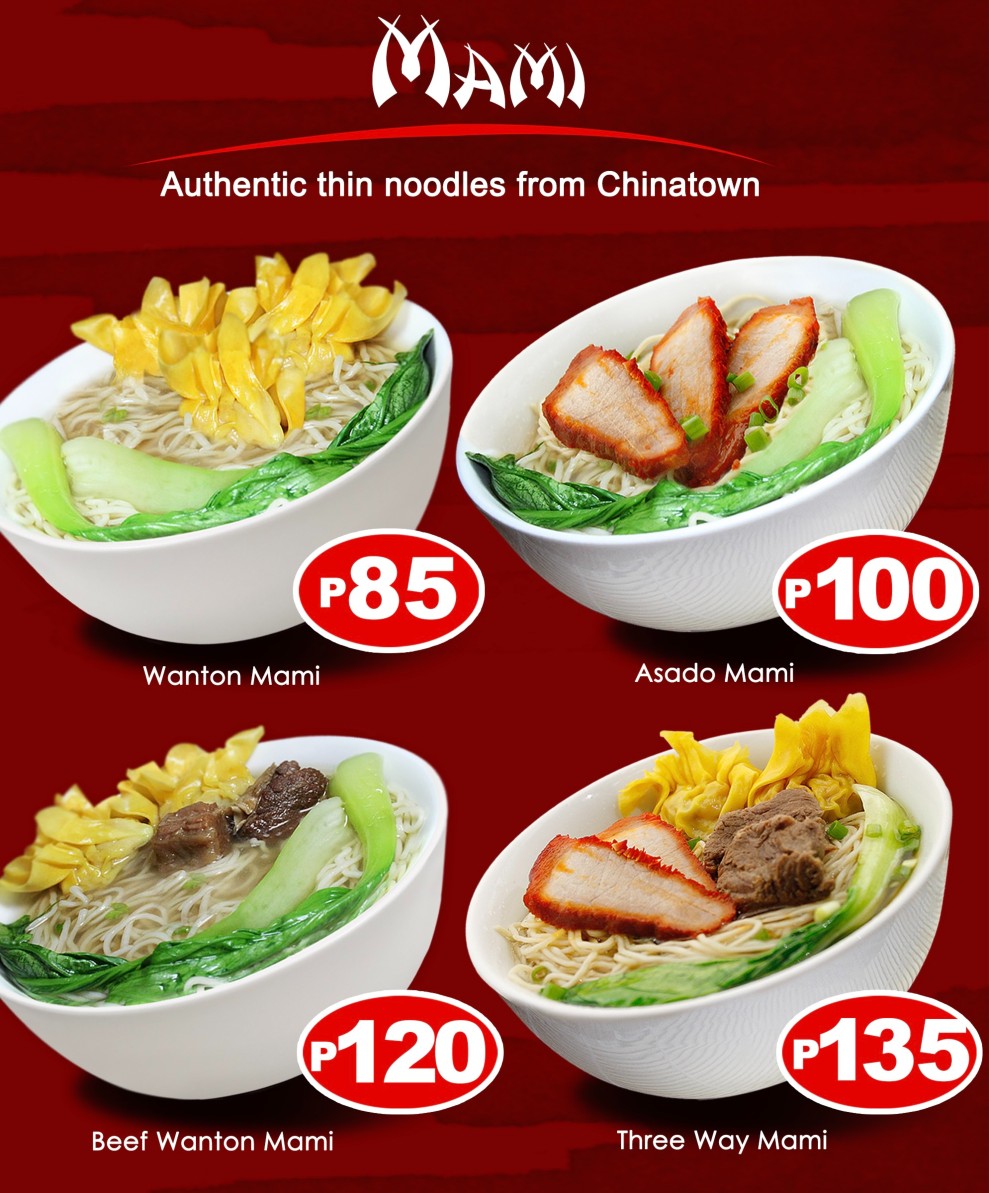 MAMI
Authentic thin noodles from Chinatown
P85
P100
Wanton Mami
Asado Mami
P120
P135
Beef Wanton Mami
Three Way Mami